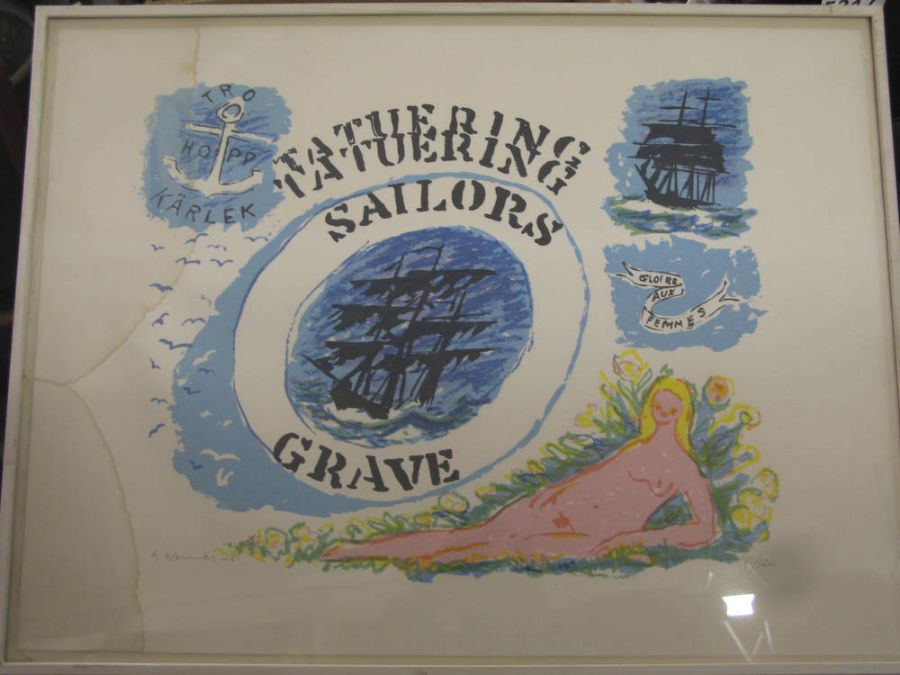 TRO
HOPP
KÄRLEK
TATUERING
TATUERING
SAILORS
GRAVE
GLOIRE
AUX
FEMMES